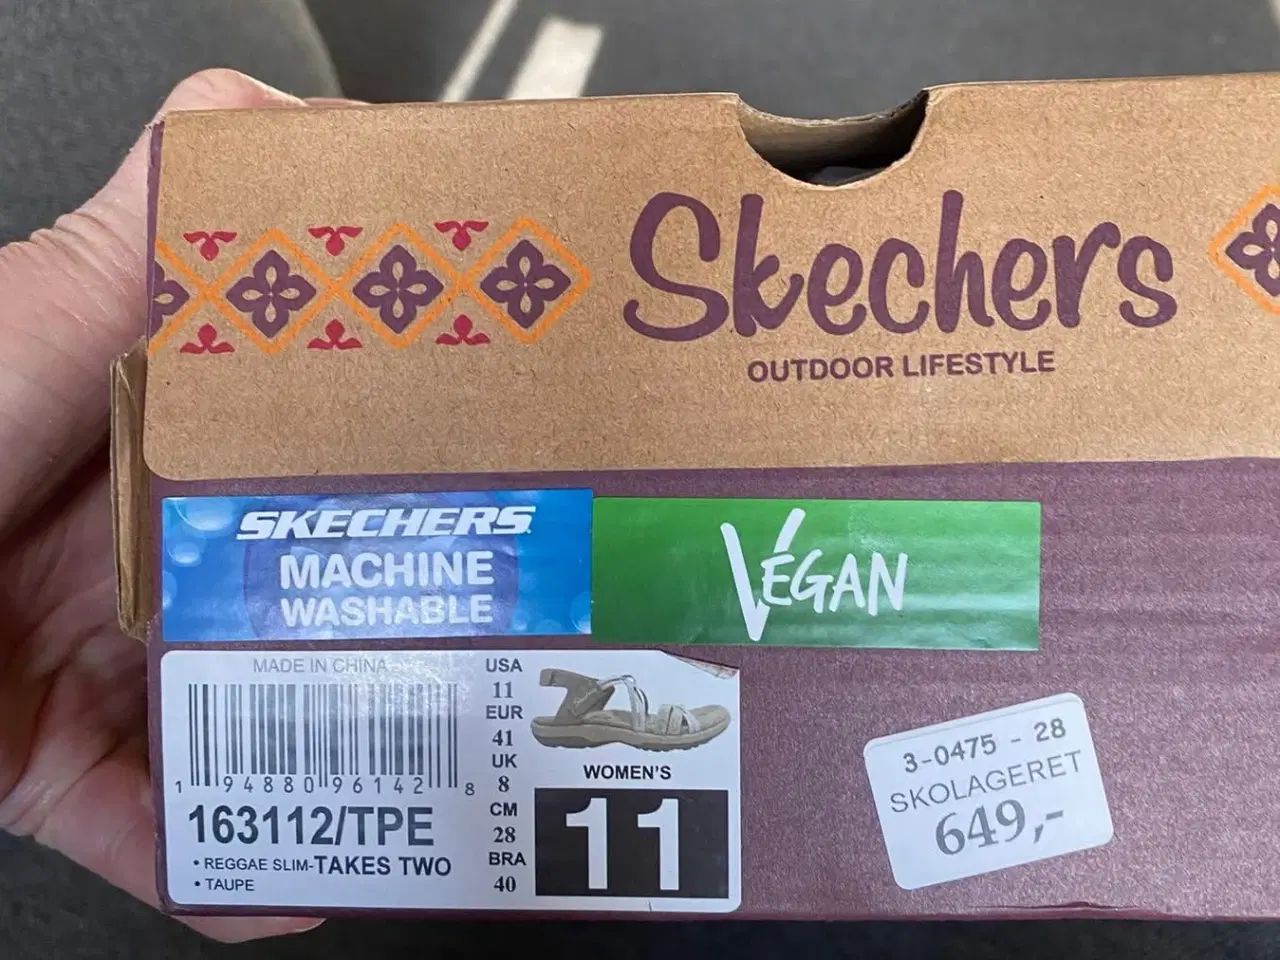 Skechers
OUTDOOR LIFESTYLE
SKECHERS
MACHINE
WASHABLE
VEGAN
MADE IN CHINA
1 94880 96142 8
163112/TPE
• REGGAE SLIM-TAKES TWO
• TAUPE
USA
11
EUR
41
UK
8
CM
28
BRA
40
WOMEN'S
11
3-0475 - 28
SKOLAGERET
649,-